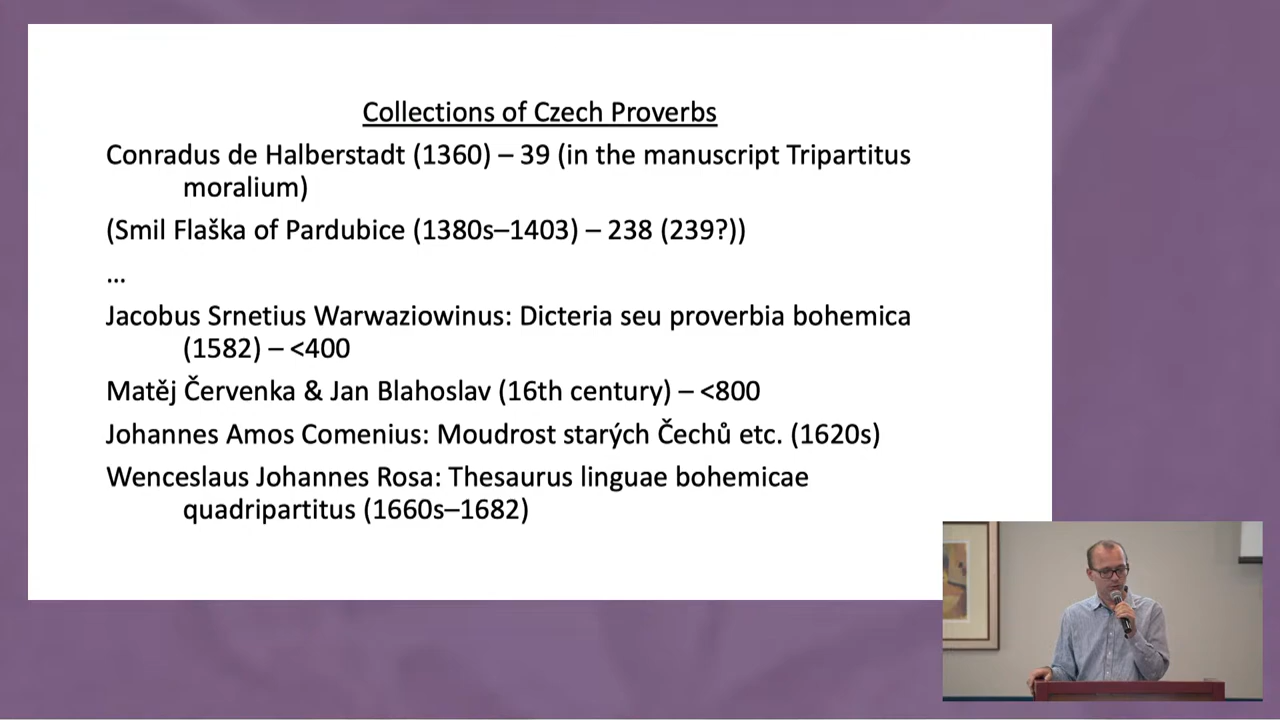 Collections of Czech Proverbs
Conradus de Halberstadt (1360) – 39 (in the manuscript Tripartitus
moralium)
(Smil Flaška of Pardubice (1380s–1403) – 238 (239?))
...
Jacobus Srnetius Warwaziowinus: Dicteria seu proverbia bohemica
(1582) – <400
Matěj Červenka & Jan Blahoslav (16th century) – <800
Johannes Amos Comenius: Moudrost starých Čechů etc. (1620s)
Wenceslaus Johannes Rosa: Thesaurus linguae bohemicae
quadripartitus (1660s–1682)